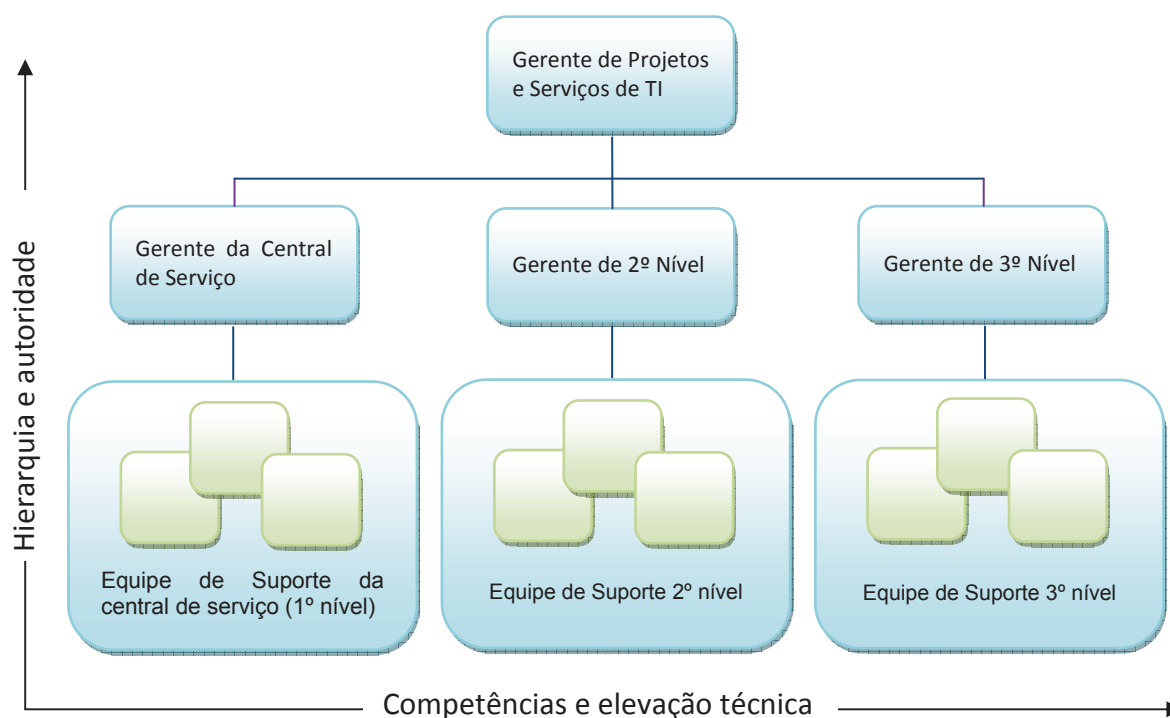 Gerente de Projetos
e Serviços de TI
Gerente da Central
de Serviço
Gerente de 2º Nível
Gerente de 3º Nível
Hierarquia e autoridade
Equipe de Suporte da
central de serviço (1º nível)
Equipe de Suporte 2º nível
Equipe de Suporte 3º nível
Competências e elevação técnica